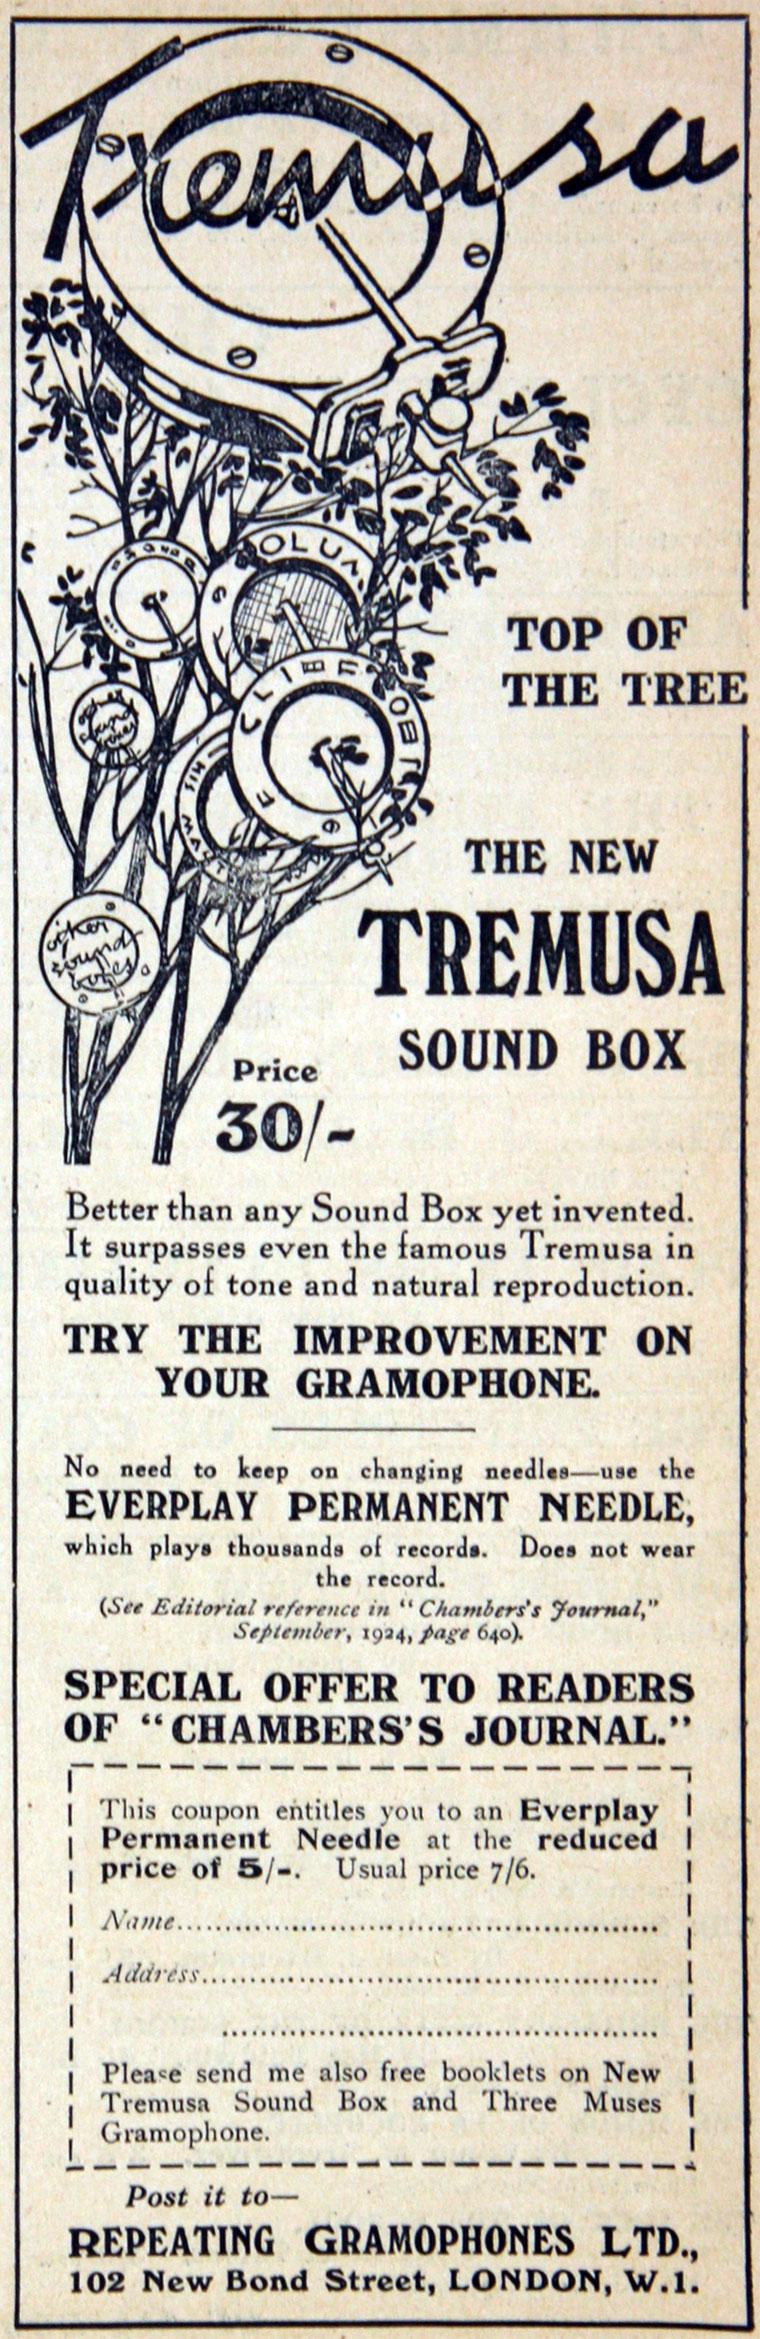 Tremusa
TOP OF
THE TREE
THE NEW
TREMUSA
SOUND BOX
other
sound
boxes
Price
30/-
Better than any Sound Box yet invented.
It surpasses even the famous Tremusa in
quality of tone and natural reproduction.
TRY THE IMPROVEMENT ON
YOUR GRAMOPHONE.
No need to keep on changing needles—use the
EVERPLAY PERMANENT NEEDLE,
which plays thousands of records. Does not wear
the record.
(See Editorial reference in "Chambers's Journal,"
September, 1924, page 640).
SPECIAL OFFER TO READERS
OF "CHAMBERS'S JOURNAL."
This coupon entitles you to an Everplay
Permanent Needle at the reduced
price of 5/-. Usual price 7/6.
Name
Address
Please send me also free booklets on New
Tremusa Sound Box and Three Muses
Gramophone.
Post it to—
REPEATING GRAMOPHONES LTD.,
102 New Bond Street, LONDON, W.1.